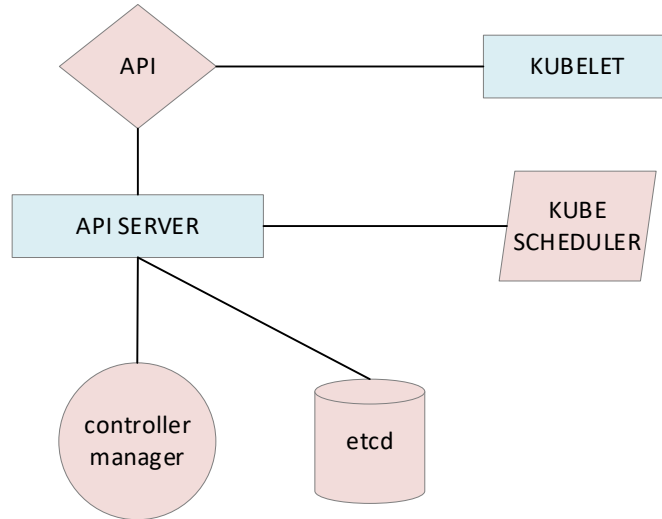 API
KUBELET
API SERVER
KUBE
SCHEDULER
controller
manager
etcd